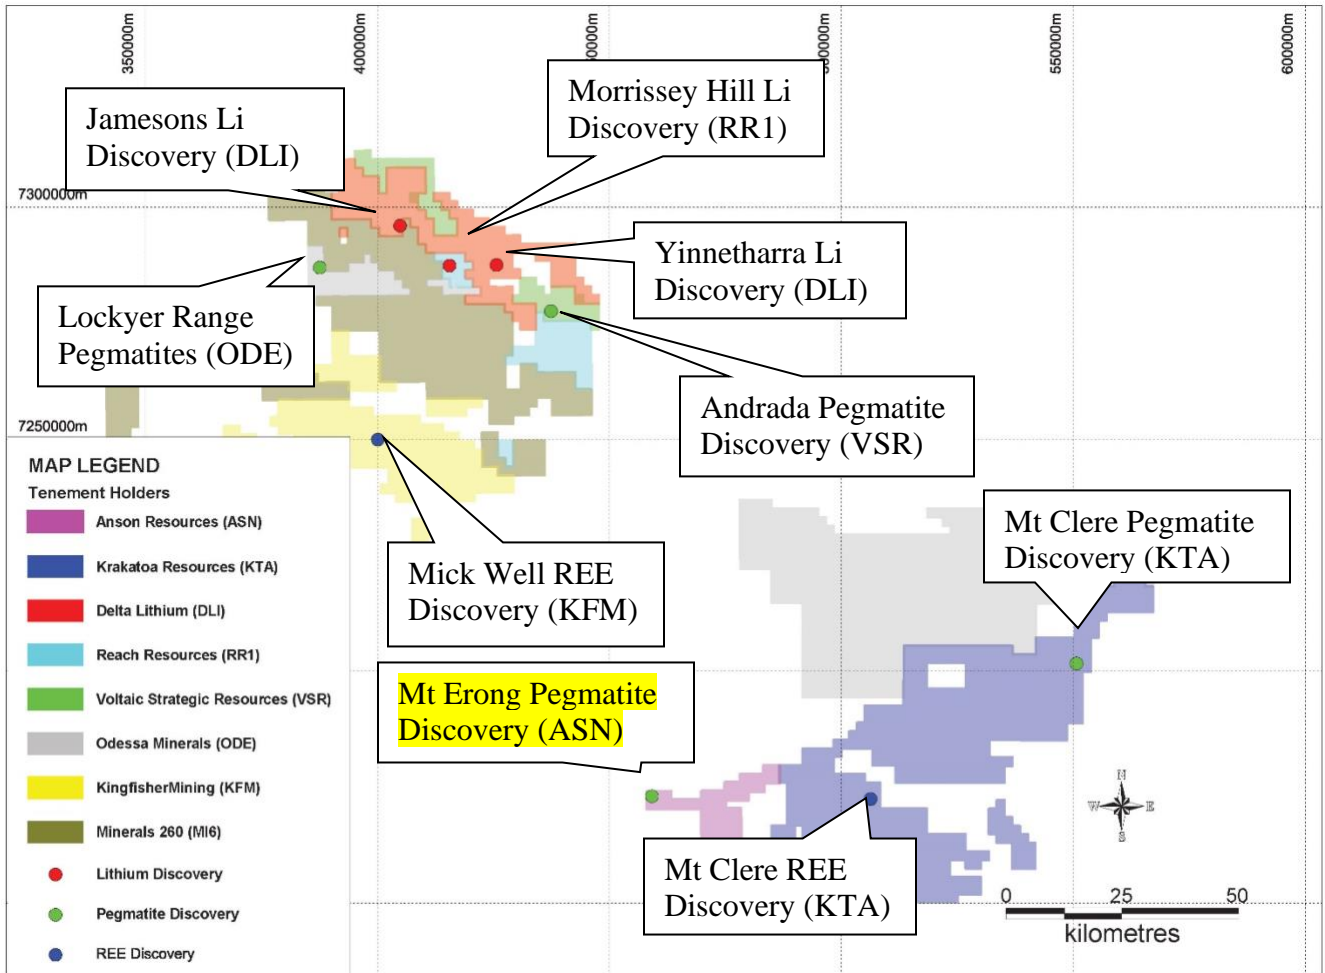 350000m
400000m
550000m
600000m
Jamesons Li
Discovery (DLI)
Morrissey Hill Li
Discovery (RR1)
7300000m
Yinnetharra Li
Discovery (DLI)
Lockyer Range
Pegmatites (ODE)
Andrada Pegmatite
Discovery (VSR)
7250000m
Mt Clere Pegmatite
Discovery (KTA)
Mick Well REE
Discovery (KFM)
Mt Erong Pegmatite
Discovery (ASN)
Mt Clere REE
Discovery (KTA)
MAP LEGEND
Tenement Holders
Anson Resources (ASN)
Krakatoa Resources (KTA)
Delta Lithium (DLI)
Reach Resources (RR1)
Voltaic Strategic Resources (VSR)
Odessa Minerals (ODE)
KingfisherMining (KFM)
Minerals 260 (MI6)
Lithium Discovery
Pegmatite Discovery
REE Discovery
N
W E
S
0 25 50
kilometres